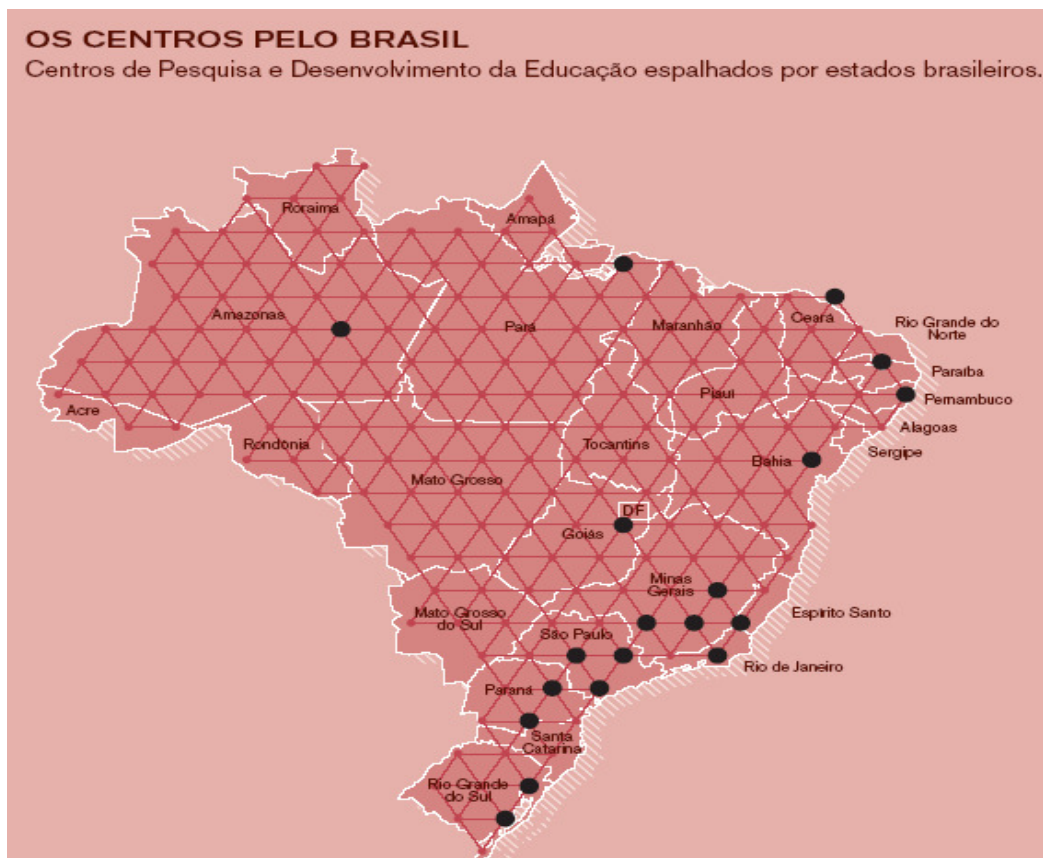 OS CENTROS PELO BRASIL
Centros de Pesquisa e Desenvolvimento da Educação espalhados por estados brasileiros.
Roraima
Amapá
Amazonas
Pará
Maranhão
Ceará
Rio Grande do
Norte
Paraíba
Piauí
Pernambuco
Acre
Alagoas
Rondônia
Tocantins
Sergipe
Bahia
Mato Grosso
DF
Goiás
Minas
Gerais
Mato Grosso
do Sul
Espírito Santo
São Paulo
Rio de Janeiro
Paraná
Santa
Catarina
Rio Grande
do Sul